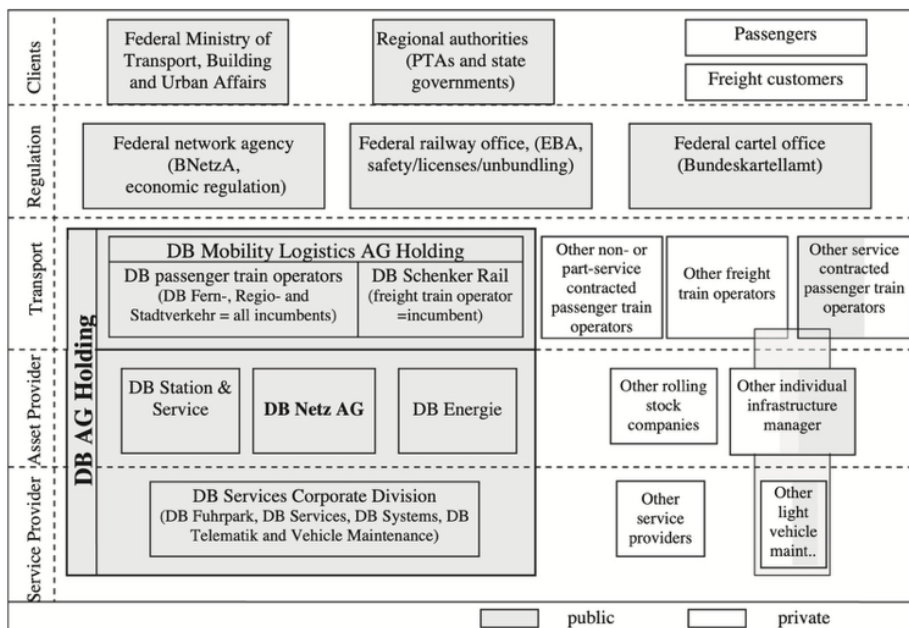 Clients
Federal Ministry of
Transport, Building
and Urban Affairs
Regional authorities
(PTAs and state
governments)
Passengers
Freight customers
Regulation
Federal network agency
(BNetzA,
economic regulation)
Federal railway office, (EBA,
safety/licenses/unbundling)
Federal cartel office
(Bundeskartellamt)
Transport
DB AG Holding
DB Mobility Logistics AG Holding
DB passenger train operators
(DB Fern-, Regio- and
Stadtverkehr = all incumbents)
DB Schenker Rail
(freight train operator
=incumbent)
Other non- or
part-service
contracted
passenger train
operators
Other freight
train operators
Other service
contracted
passenger train
operators
Asset Provider
DB Station &
Service
DB Netz AG
DB Energie
Other rolling
stock
companies
Other individual
infrastructure
manager
Service Provider
DB Services Corporate Division
(DB Fuhrpark, DB Services, DB Systems, DB
Telematik and Vehicle Maintenance)
Other
service
providers
Other
light
vehicle
maint..
public
private